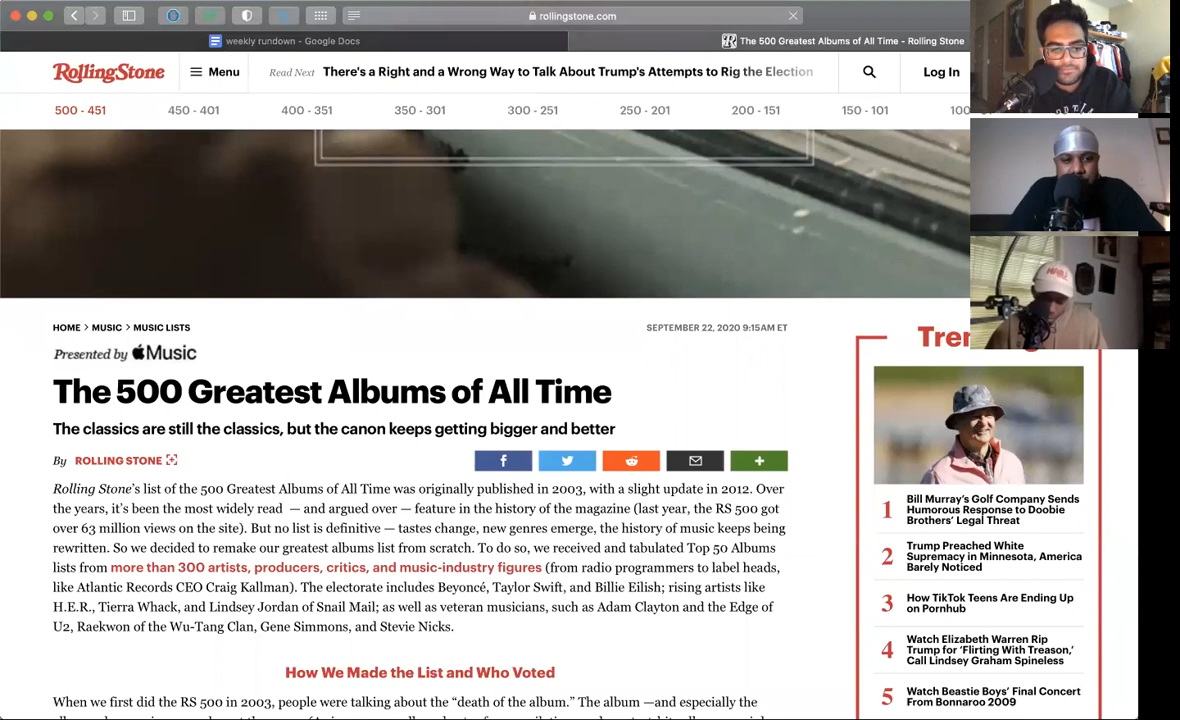 rollingstone.com
weekly rundown - Google Docs
The 500 Greatest Albums of All Time - Rolling Stone
RollingStone
Menu
Read Next There's a Right and a Wrong Way to Talk About Trump's Attempts to Rig the Election
Log In
500 - 451 450 - 401 400 - 351 350 - 301 300 - 251 250 - 201 200 - 151 150 - 101 100
HOME > MUSIC > MUSIC LISTS
SEPTEMBER 22, 2020 9:15AM ET
Presented by Music
The 500 Greatest Albums of All Time
The classics are still the classics, but the canon keeps getting bigger and better
By ROLLING STONE
Rolling Stone's list of the 500 Greatest Albums of All Time was originally published in 2003, with a slight update in 2012. Over
the years, it's been the most widely read — and argued over — feature in the history of the magazine (last year, the RS 500 got
over 63 million views on the site). But no list is definitive — tastes change, new genres emerge, the history of music keeps being
rewritten. So we decided to remake our greatest albums list from scratch. To do so, we received and tabulated Top 50 Albums
lists from more than 300 artists, producers, critics, and music-industry figures (from radio programmers to label heads,
like Atlantic Records CEO Craig Kallman). The electorate includes Beyoncé, Taylor Swift, and Billie Eilish; rising artists like
H.E.R., Tierra Whack, and Lindsey Jordan of Snail Mail; as well as veteran musicians, such as Adam Clayton and the Edge of
U2, Raekwon of the Wu-Tang Clan, Gene Simmons, and Stevie Nicks.
How We Made the List and Who Voted
When we first did the RS 500 in 2003, people were talking about the “death of the album.” The album —and especially the
Tre
1 Bill Murray's Golf Company Sends
Humorous Response to Doobie
Brothers' Legal Threat
2 Trump Preached White
Supremacy in Minnesota, America
Barely Noticed
3 How TikTok Teens Are Ending Up
on Pornhub
4 Watch Elizabeth Warren Rip
Trump for ‘Flirting With Treason,’
Call Lindsey Graham Spineless
5 Watch Beastie Boys' Final Concert
From Bonnaroo 2009